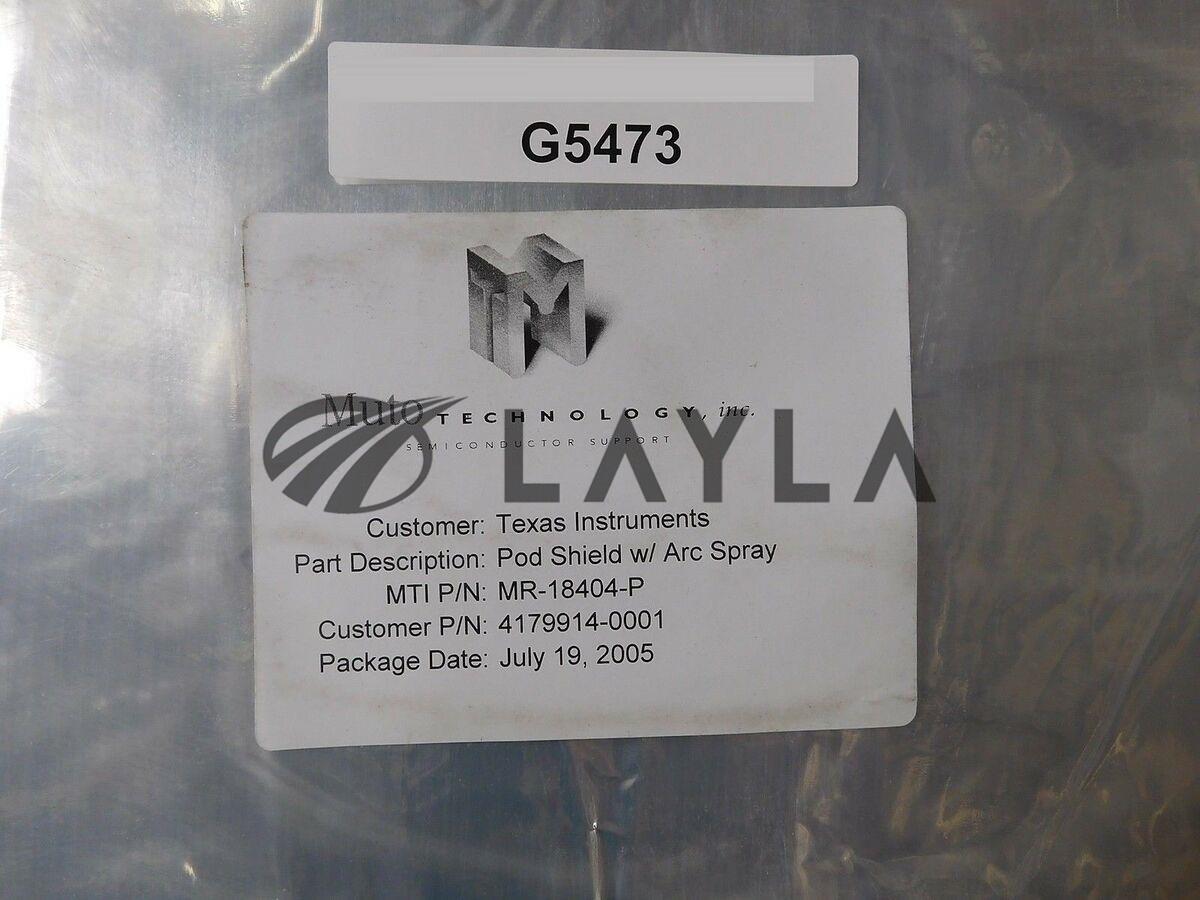 G5473
TM
Muto TECHNOLOGY, inc.
SEMICONDUCTOR SUPPORT
LAYLA
Customer: Texas Instruments
Part Description: Pod Shield w/ Arc Spray
MTI P/N: MR-18404-P
Customer P/N: 4179914-0001
Package Date: July 19, 2005